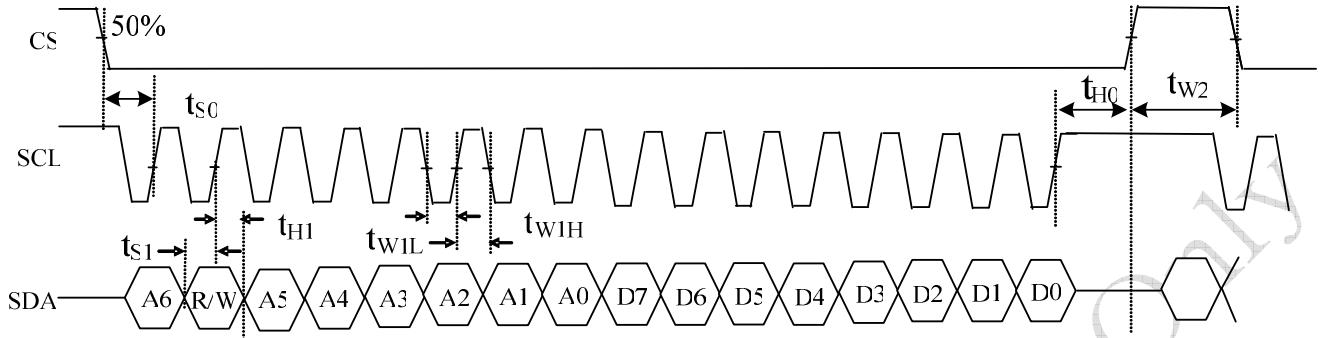 CS 50%
tS0 tH0 tW2
SCL
tS1 tH1 tW1L tW1H
SDA A6 R/W A5 A4 A3 A2 A1 A0 D7 D6 D5 D4 D3 D2 D1 D0
Only